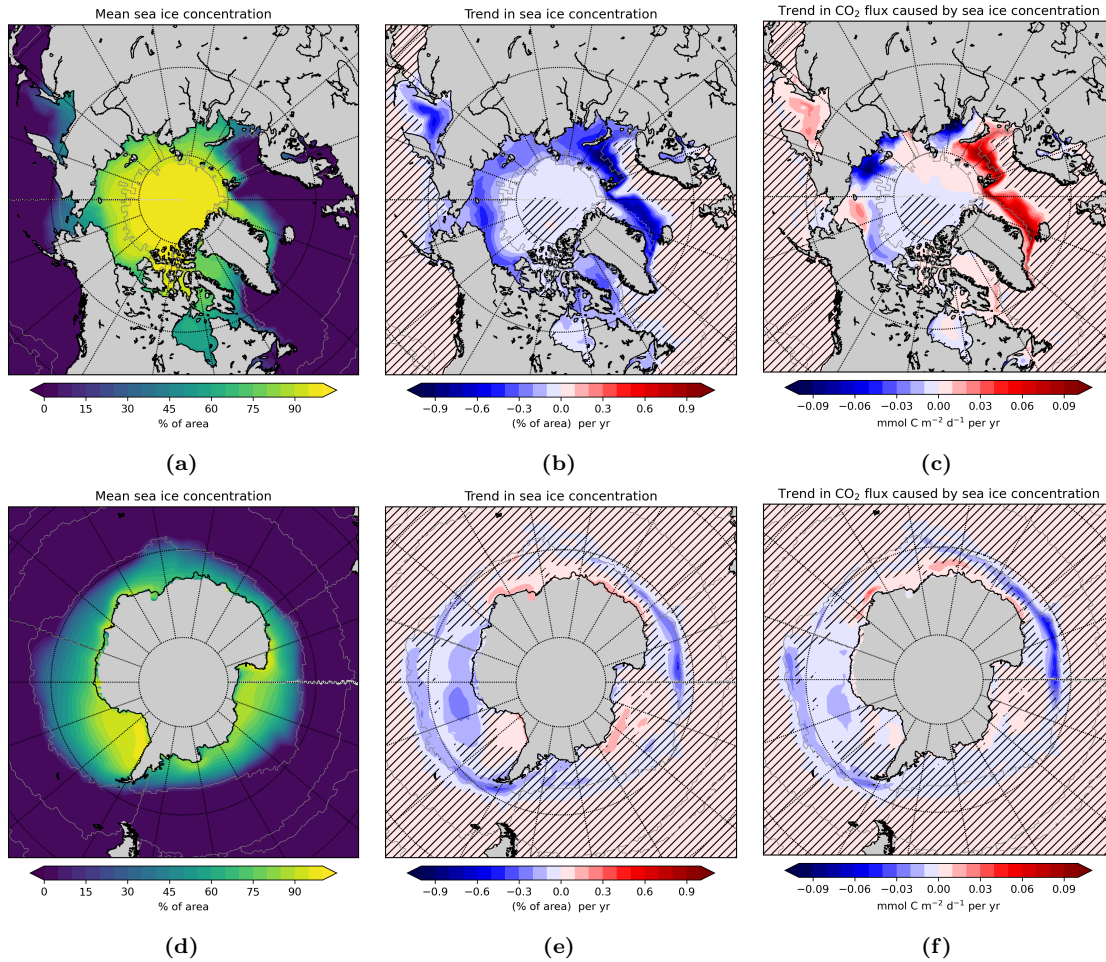 Mean sea ice concentration
Trend in sea ice concentration
Trend in CO₂ flux caused by sea ice concentration
0 15 30 45 60 75 90
% of area
−0.9 −0.6 −0.3 0.0 0.3 0.6 0.9
(% of area) per yr
−0.09 −0.06 −0.03 0.00 0.03 0.06 0.09
mmol C m⁻² d⁻¹ per yr
(a)
(b)
(c)
Mean sea ice concentration
Trend in sea ice concentration
Trend in CO₂ flux caused by sea ice concentration
0 15 30 45 60 75 90
% of area
−0.9 −0.6 −0.3 0.0 0.3 0.6 0.9
(% of area) per yr
−0.09 −0.06 −0.03 0.00 0.03 0.06 0.09
mmol C m⁻² d⁻¹ per yr
(d)
(e)
(f)